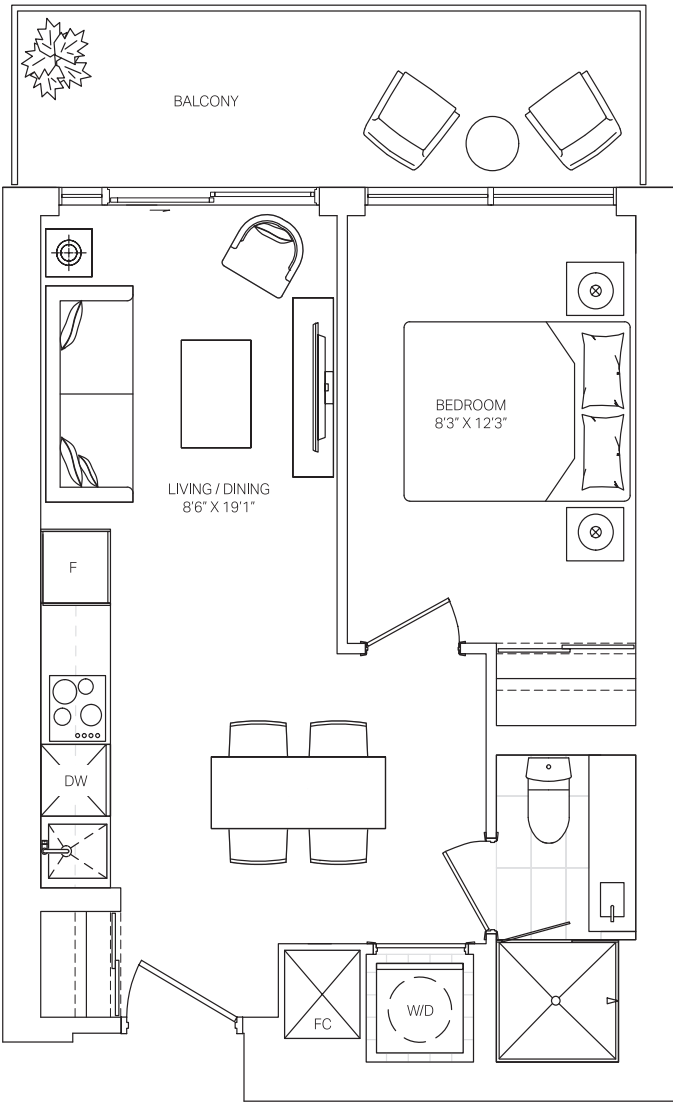 BALCONY
BEDROOM
8'3" X 12'3"
LIVING / DINING
8'6" X 19'1"
F
DW
W/D
FC